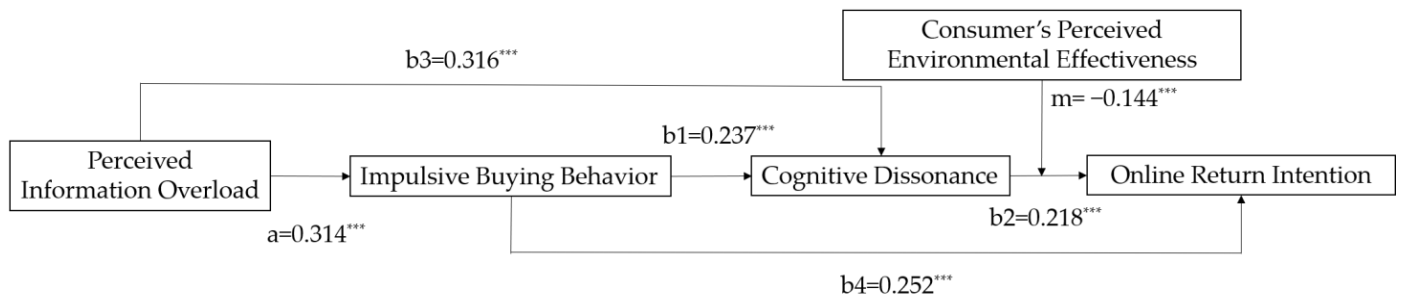 Consumer’s Perceived
Environmental Effectiveness
b3=0.316***
m= −0.144***
b1=0.237***
Perceived
Information Overload
Impulsive Buying Behavior
Cognitive Dissonance
Online Return Intention
a=0.314***
b2=0.218***
b4=0.252***